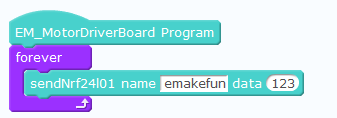 EM_MotorDriverBoard Program
forever
sendNrf24l01 name emakefun data 123